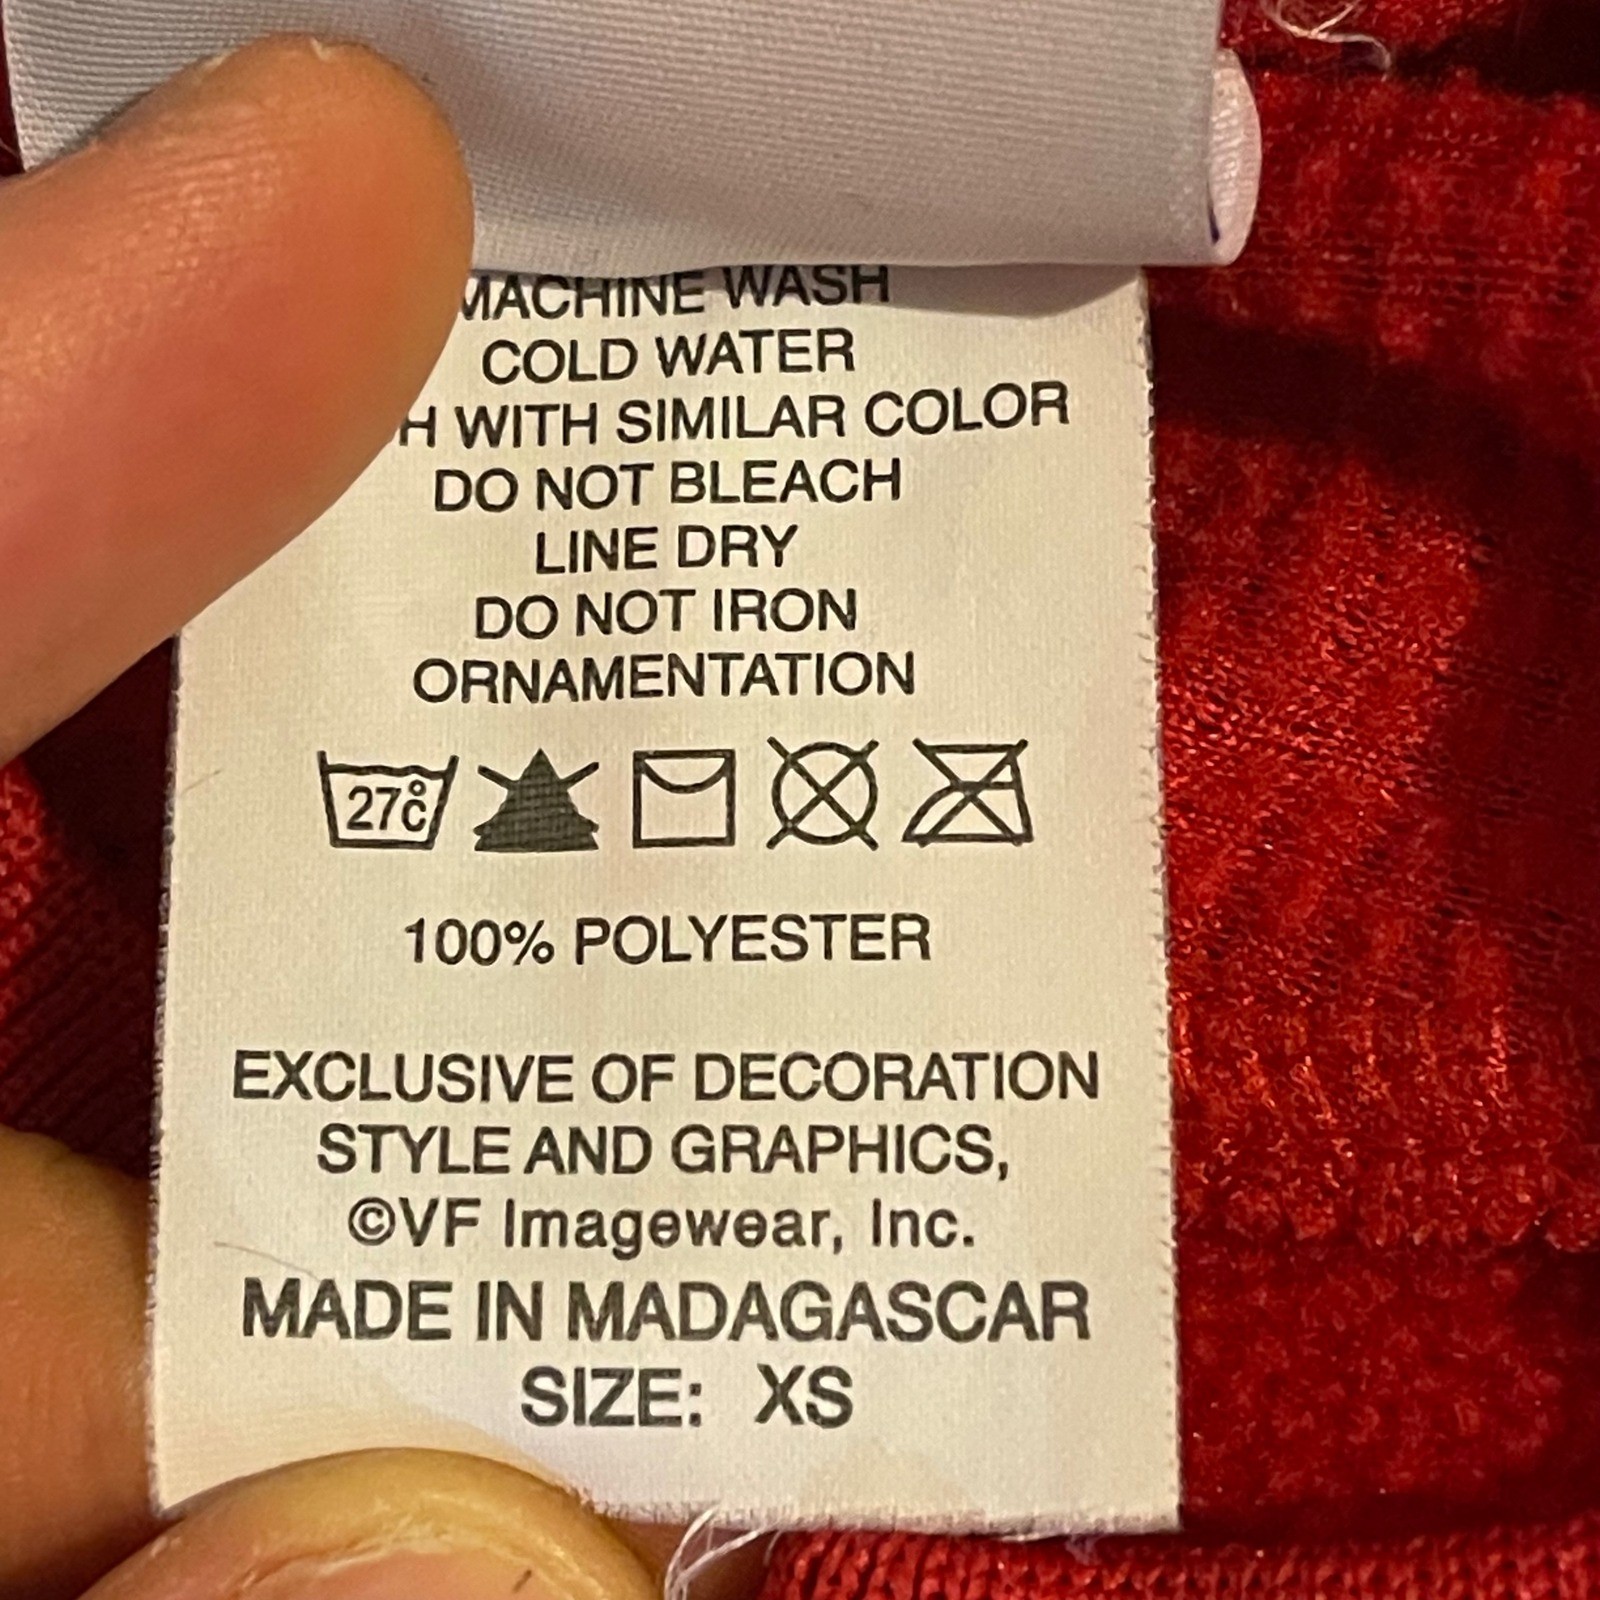 MACHINE WASH
COLD WATER
WITH SIMILAR COLOR
DO NOT BLEACH
LINE DRY
DO NOT IRON
ORNAMENTATION
27°C
100% POLYESTER
EXCLUSIVE OF DECORATION
STYLE AND GRAPHICS,
©VF Imagewear, Inc.
MADE IN MADAGASCAR
SIZE: XS